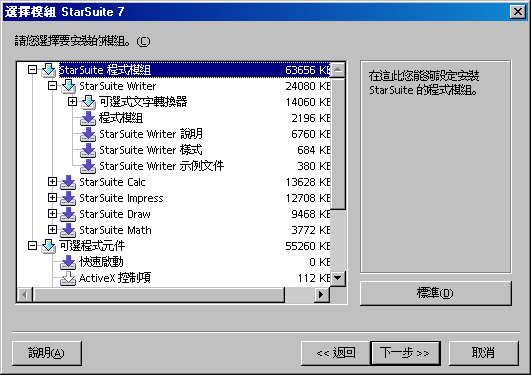 選擇模組 StarSuite 7
請您選擇要安裝的模組。(C)
StarSuite 程式模組 63656 KB
StarSuite Writer 24080 KB
可選式文字轉換器 14060 KB
程式模組 2196 KB
StarSuite Writer 說明 6760 KB
StarSuite Writer 樣式 684 KB
StarSuite Writer 示例文件 380 KB
StarSuite Calc 13628 KB
StarSuite Impress 12708 KB
StarSuite Draw 9468 KB
StarSuite Math 3772 KB
可選程式元件 55260 KB
快速啟動 0 KB
ActiveX 控制項 112 KB
在這此您能夠設定安裝
StarSuite 的程式模組。
標準(D)
說明(A)
<< 返回
下一步 >>
取消